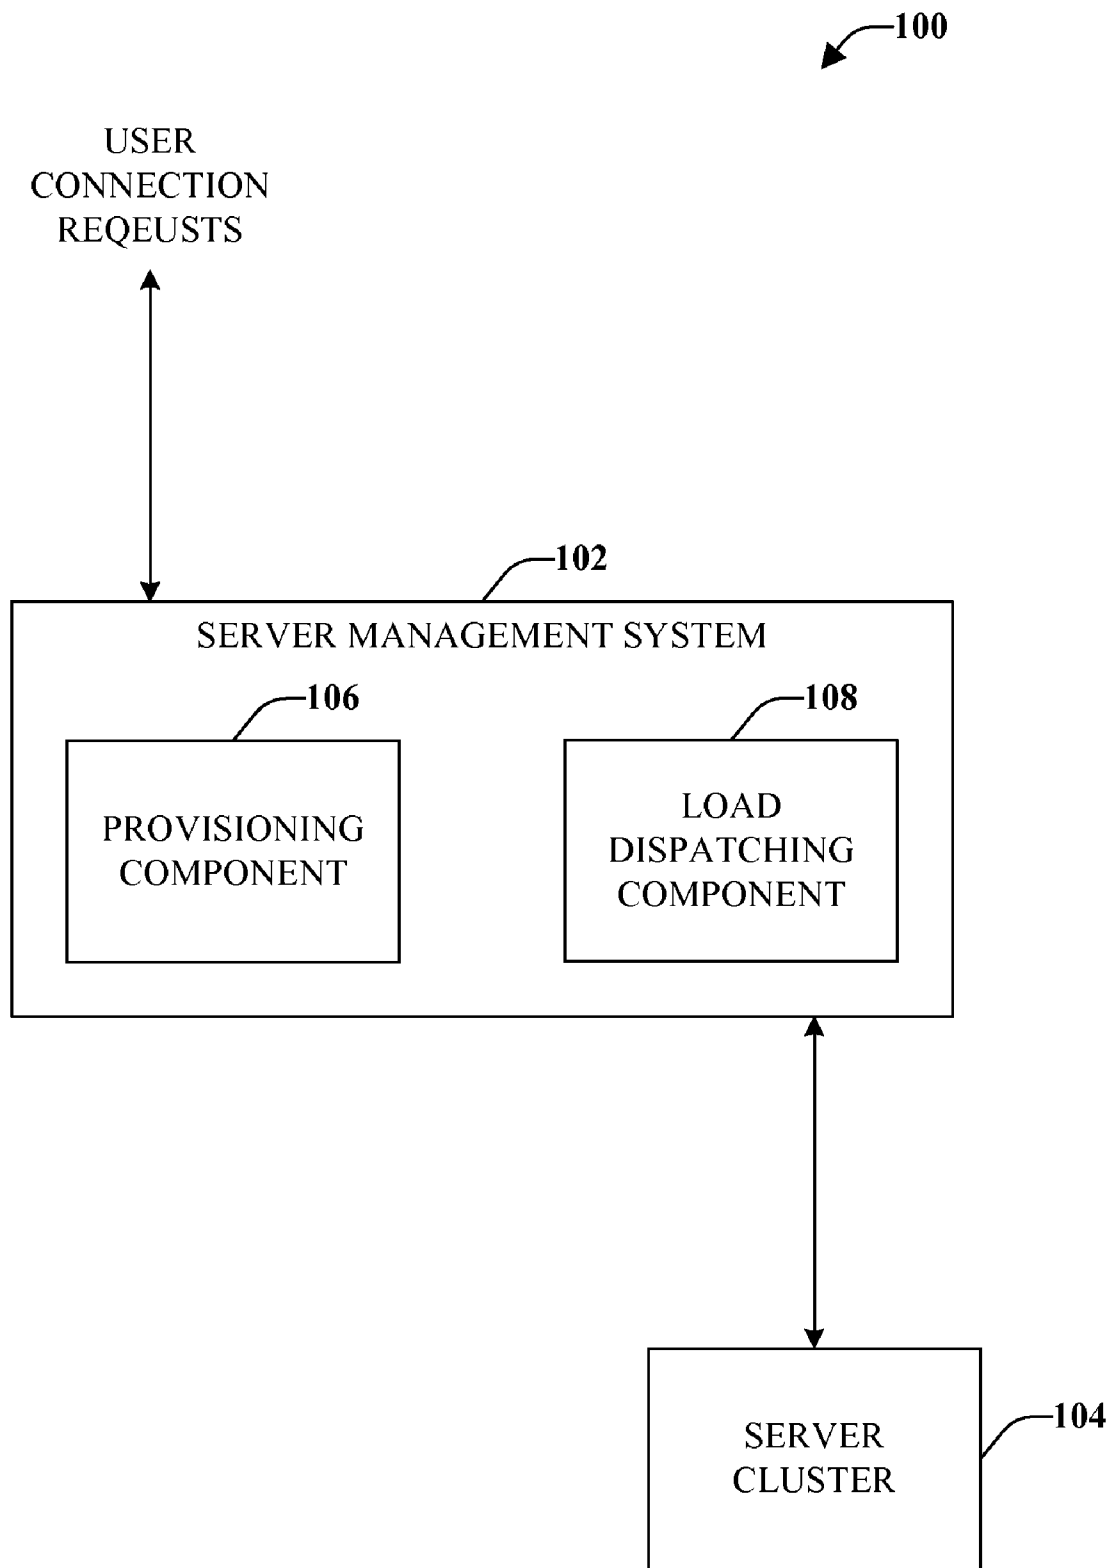 100
USER
CONNECTION
REQEUSTS
102
SERVER MANAGEMENT SYSTEM
106
108
PROVISIONING
COMPONENT
LOAD
DISPATCHING
COMPONENT
104
SERVER
CLUSTER